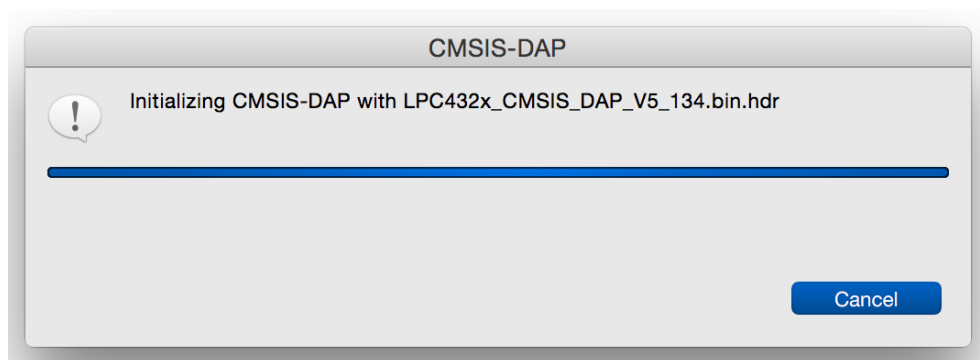 CMSIS-DAP
Initializing CMSIS-DAP with LPC432x_CMSIS_DAP_V5_134.bin.hdr
Cancel